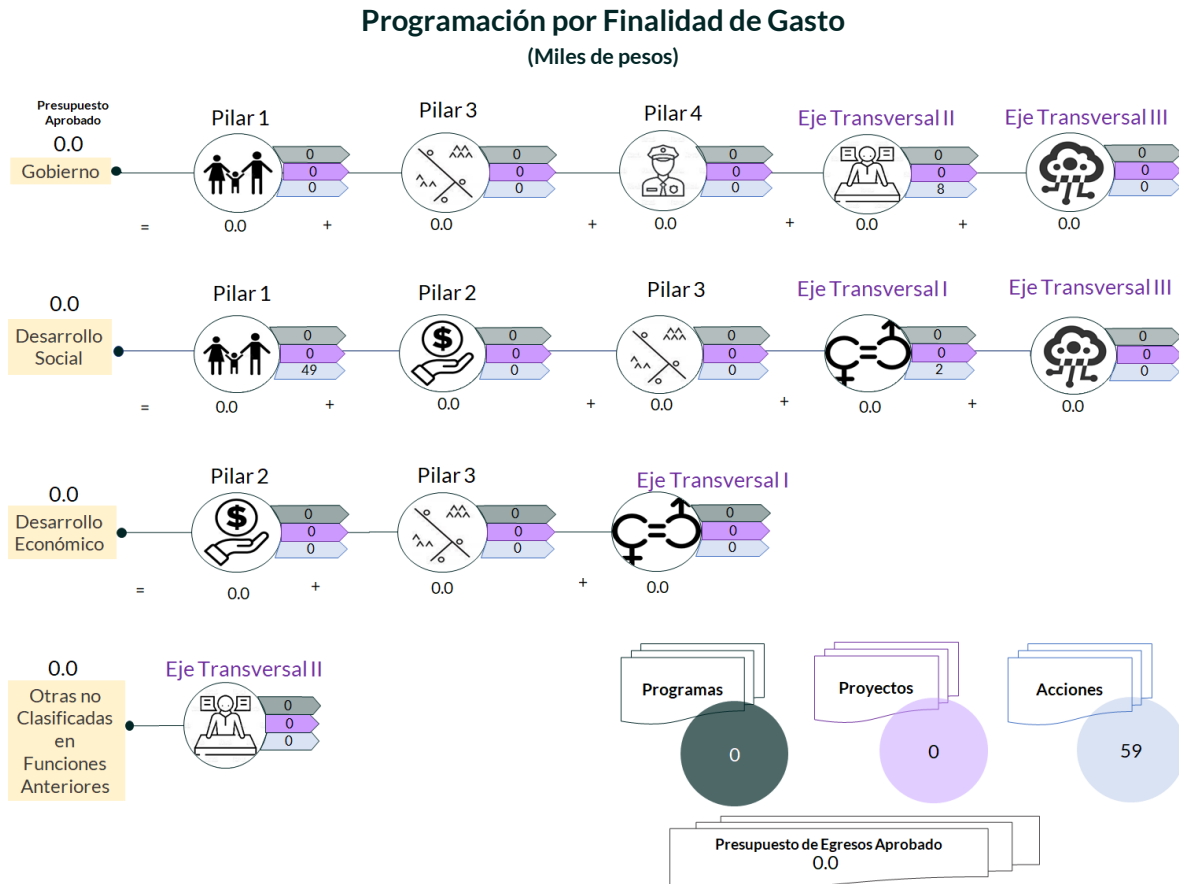 Programación por Finalidad de Gasto
(Miles de pesos)
Presupuesto
Aprobado
0.0
Gobierno
Pilar 1
0
0
0
Pilar 3
0
0
0
Pilar 4
0
0
0
Eje Transversal II
0
0
8
Eje Transversal III
0
0
0
= 0.0 + 0.0 + 0.0 + 0.0 + 0.0
0.0
Desarrollo
Social
Pilar 1
0
0
49
Pilar 2
0
0
0
Pilar 3
0
0
0
Eje Transversal I
0
0
2
Eje Transversal III
0
0
0
= 0.0 + 0.0 + 0.0 + 0.0 + 0.0
0.0
Desarrollo
Económico
Pilar 2
$
0
0
0
Pilar 3
0
0
0
Eje Transversal I
0
0
0
= 0.0 + 0.0 + 0.0
0.0
Otras no
Clasificadas
en
Funciones
Anteriores
Eje Transversal II
0
0
0
Programas
0
Proyectos
0
Acciones
59
Presupuesto de Egresos Aprobado
0.0